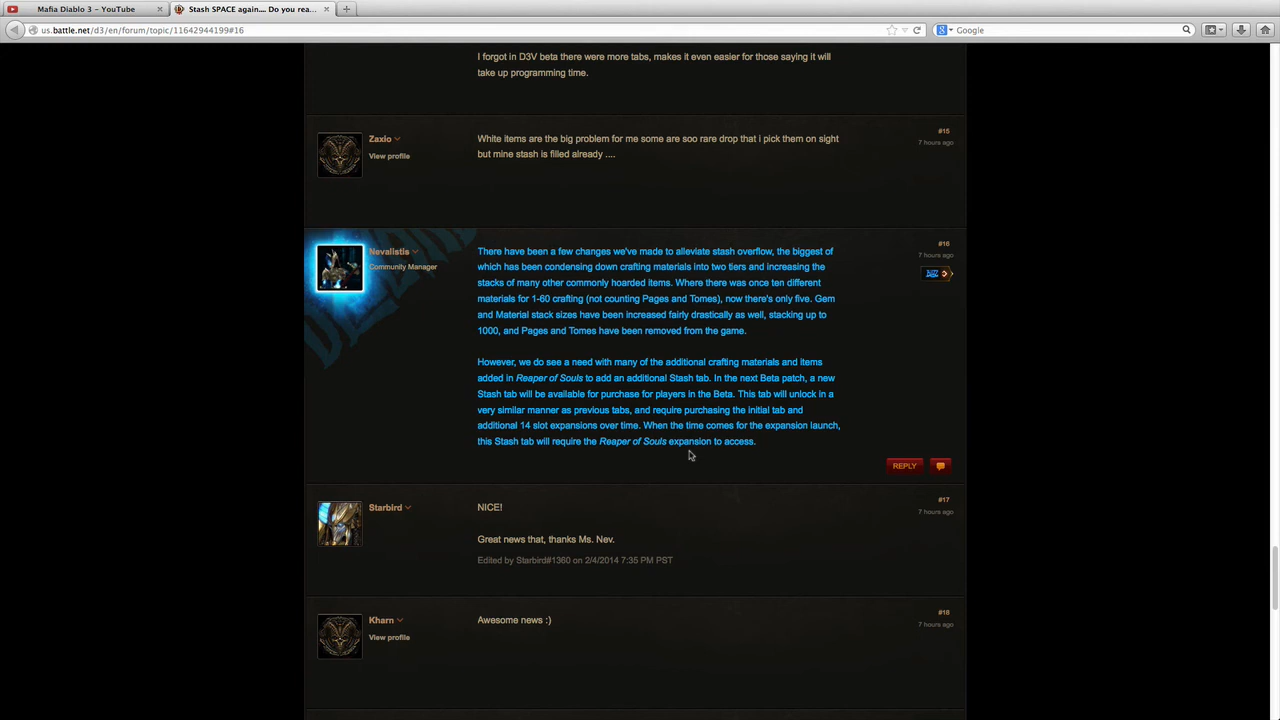 Mafia Diablo 3 – YouTube
Stash SPACE again.... Do you rea...
us.battle.net/d3/en/forum/topic/11642944199#16
Google
I forgot in D3V beta there were more tabs, makes it even easier for those saying it will
take up programming time.
Zaxio
View profile
White items are the big problem for me some are soo rare drop that i pick them on sight
but mine stash is filled already ....
#15
7 hours ago
Nevalistis
Community Manager
There have been a few changes we've made to alleviate stash overflow, the biggest of
which has been condensing down crafting materials into two tiers and increasing the
stacks of many other commonly hoarded items. Where there was once ten different
materials for 1-60 crafting (not counting Pages and Tomes), now there's only five. Gem
and Material stack sizes have been increased fairly drastically as well, stacking up to
1000, and Pages and Tomes have been removed from the game.
However, we do see a need with many of the additional crafting materials and items
added in Reaper of Souls to add an additional Stash tab. In the next Beta patch, a new
Stash tab will be available for purchase for players in the Beta. This tab will unlock in a
very similar manner as previous tabs, and require purchasing the initial tab and
additional 14 slot expansions over time. When the time comes for the expansion launch,
this Stash tab will require the Reaper of Souls expansion to access.
#16
7 hours ago
REPLY
Starbird
NICE!
Great news that, thanks Ms. Nev.
Edited by Starbird#1360 on 2/4/2014 7:35 PM PST
#17
7 hours ago
Kharn
View profile
Awesome news :)
#18
7 hours ago